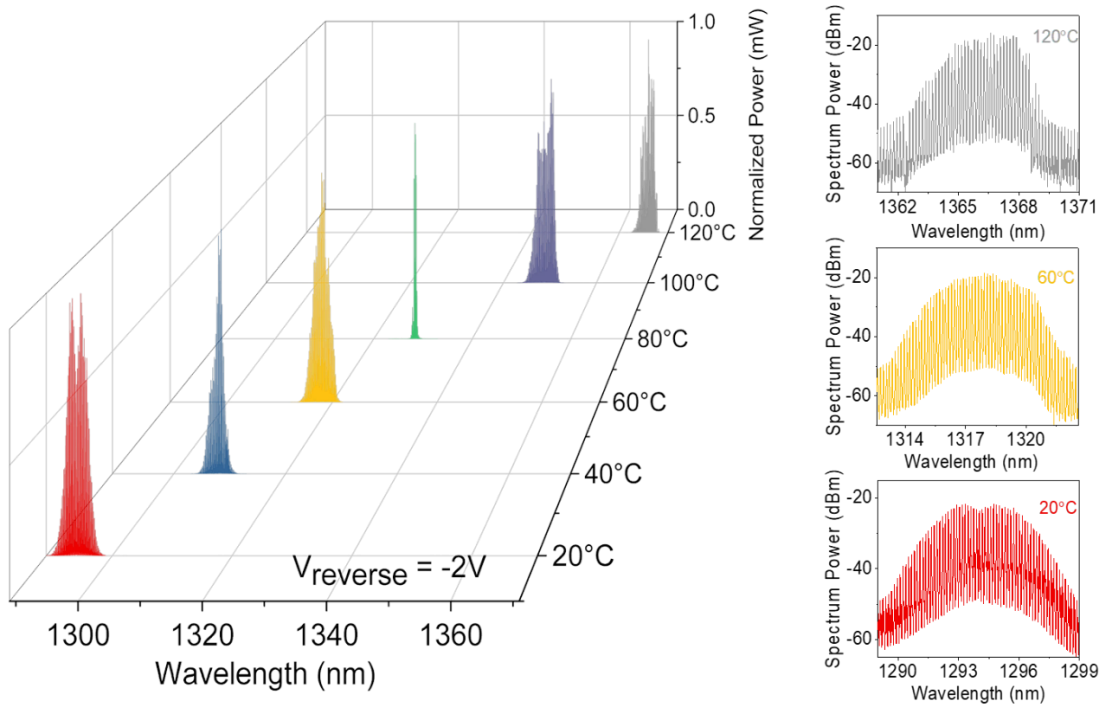 1.0
0.5
0.0
Normalized Power (mW)
120°C
100°C
80°C
60°C
40°C
20°C
Vreverse = -2V
1300 1320 1340 1360
Wavelength (nm)
Spectrum Power (dBm)
-20
-40
-60
120°C
1362 1365 1368 1371
Wavelength (nm)
Spectrum Power (dBm)
-20
-40
-60
60°C
1314 1317 1320
Wavelength (nm)
Spectrum Power (dBm)
-20
-40
-60
20°C
1290 1293 1296 1299
Wavelength (nm)